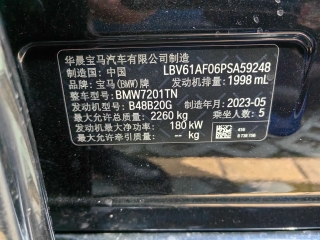 华晨宝马汽车有限公司制造
制造国: 中国 LBV61AF06PSA59248
品牌: 宝马(BMW)牌 发动机排量: 1998 mL
整车型号: BMW7201TN
发动机型号: B48B20G 制造年月: 2023-05
最大允许总质量: 2260 kg 乘坐人数: 5
发动机最大净功率: 180 kW
最大允许牵引质量: -- kg